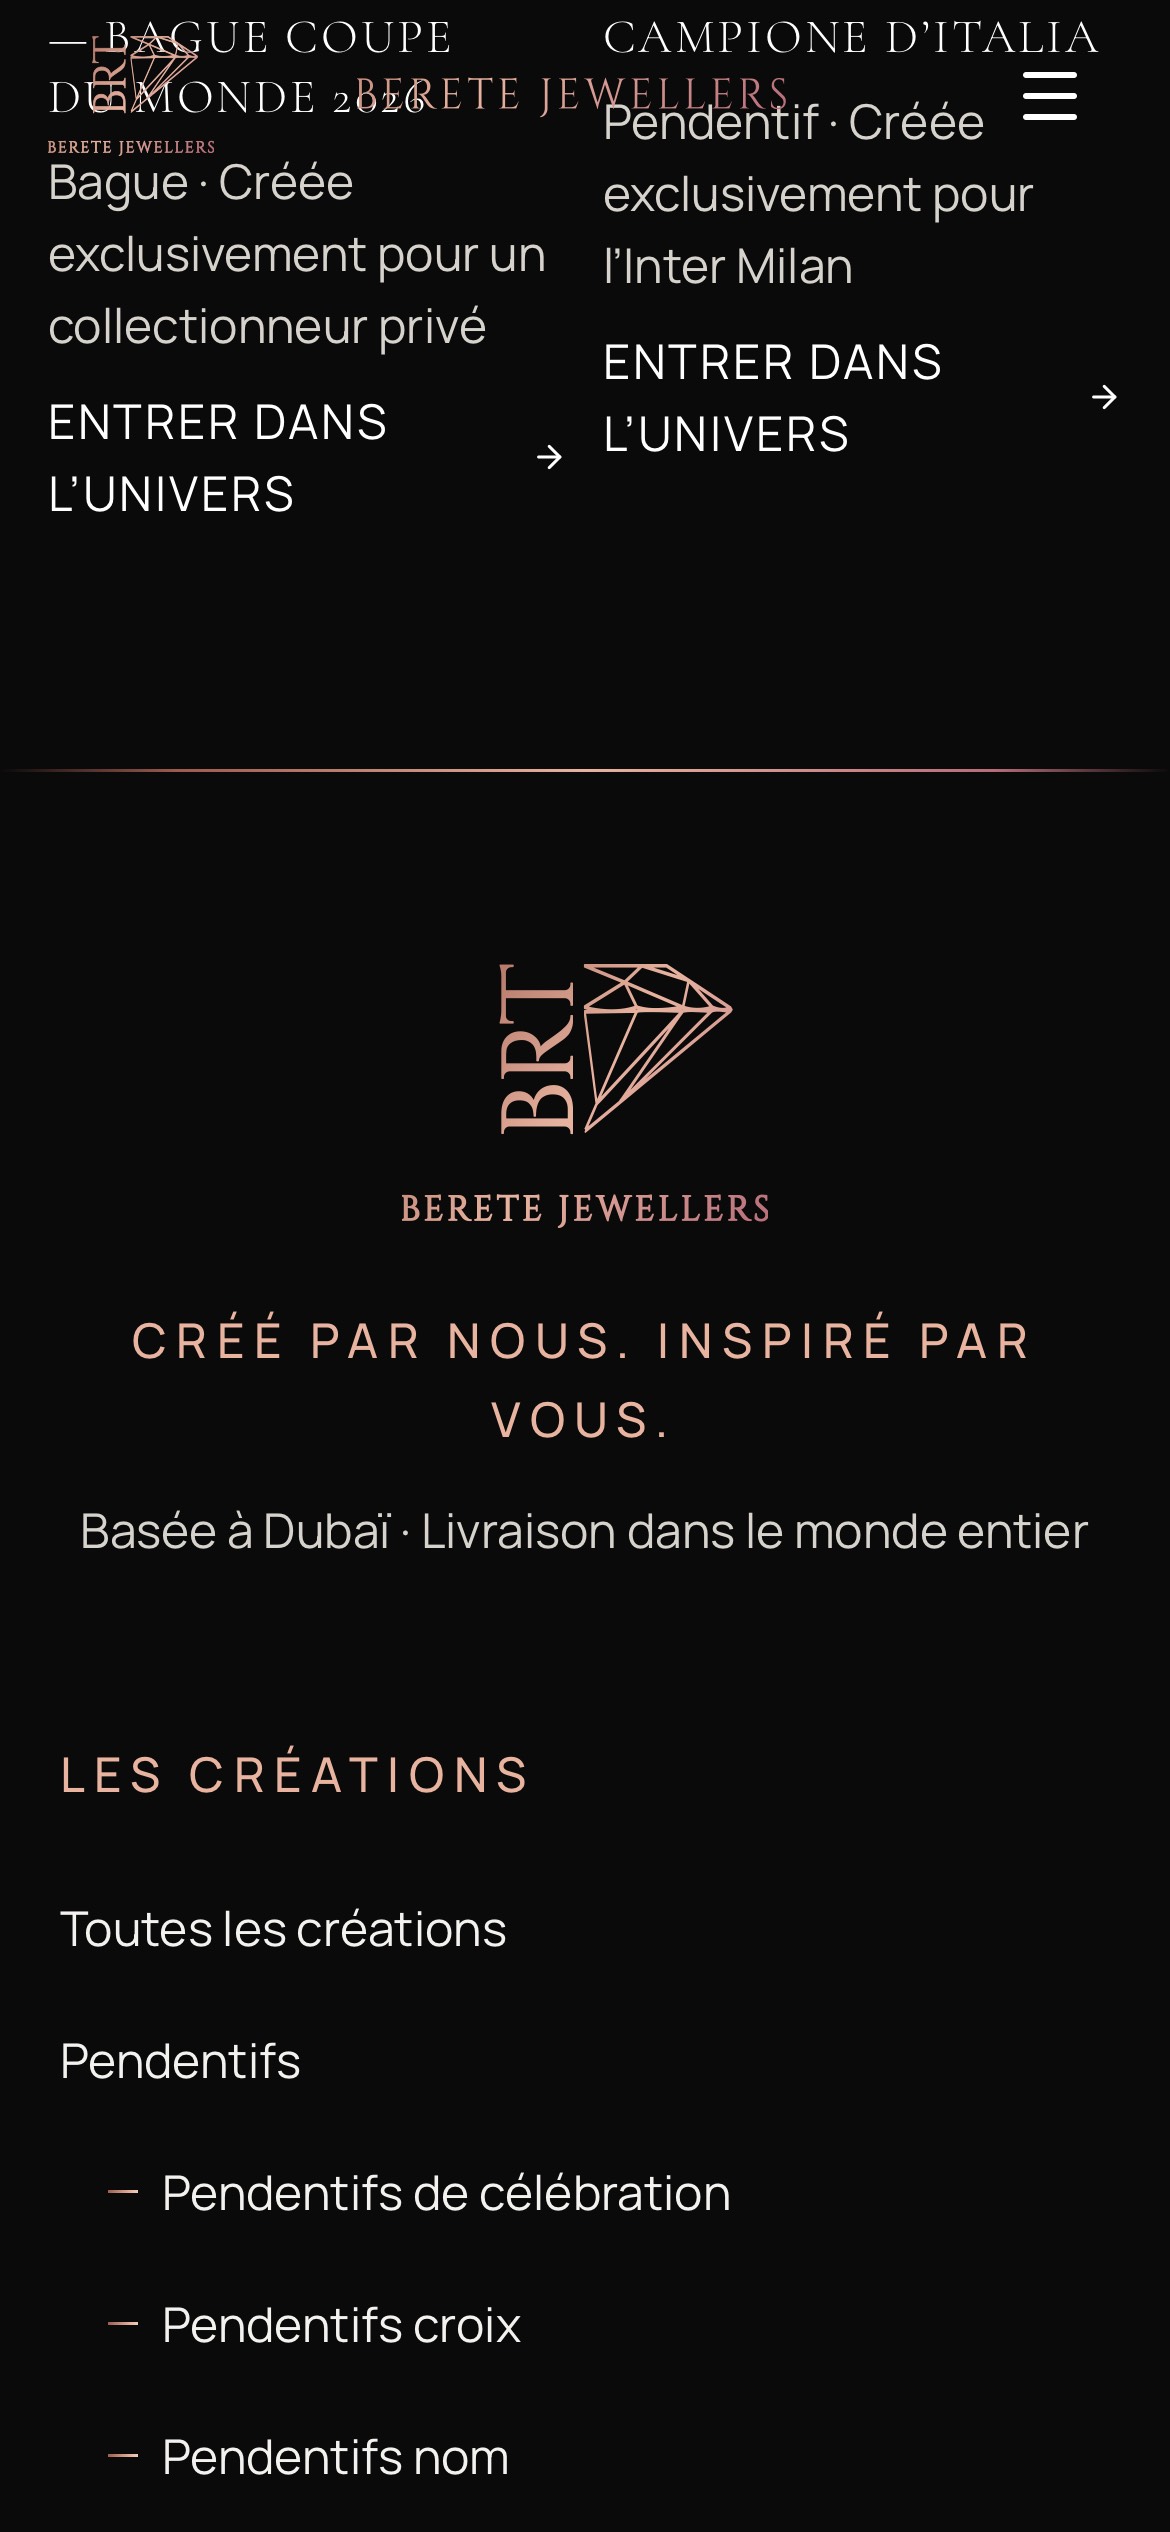 — BAGUE COUPE
DU MONDE 2026
Bague · Créée
exclusivement pour un
collectionneur privé
ENTRER DANS
L’UNIVERS
→
CAMPIONE D’ITALIA
Pendentif · Créée
exclusivement pour
l’Inter Milan
ENTRER DANS
L’UNIVERS
→
BRT
BERETE JEWELLERS
BERETE JEWELLERS
BRT
BERETE JEWELLERS
CRÉÉ PAR NOUS. INSPIRÉ PAR
VOUS.
Basée à Dubaï · Livraison dans le monde entier
LES CRÉATIONS
Toutes les créations
Pendentifs
— Pendentifs de célébration
— Pendentifs croix
— Pendentifs nom